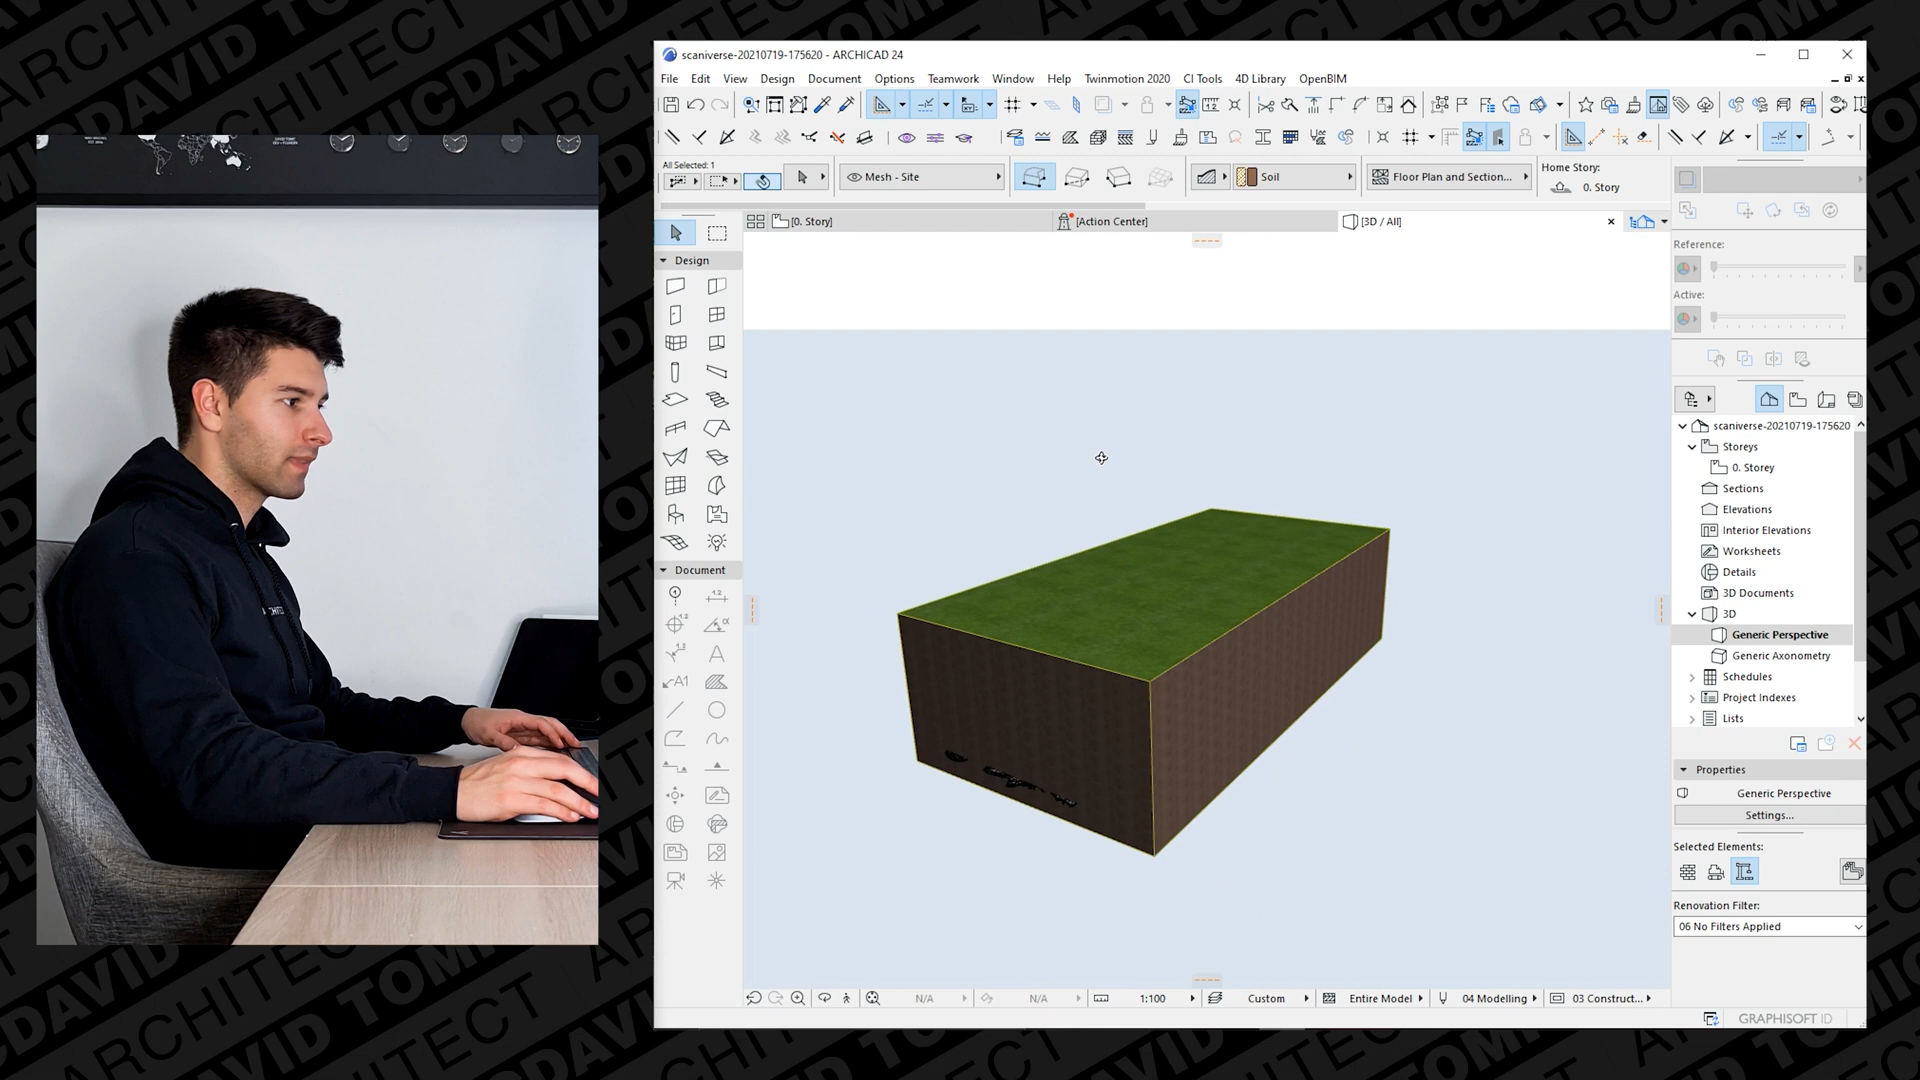 ARCHITECT
DAVID TOMIC
scaniverse-20210719-175620 - ARCHICAD 24
File Edit View Design Document Options Teamwork Window Help Twinmotion 2020 CI Tools 4D Library OpenBIM
All Selected: 1
Mesh - Site
Soil
Floor Plan and Section...
Home Story:
0. Story
[0. Story]
[Action Center]
[3D / All]
Design
Document
A1
A
Reference:
Active:
scaniverse-20210719-175620
Storeys
0. Storey
Sections
Elevations
Interior Elevations
Worksheets
Details
3D Documents
3D
Generic Perspective
Generic Axonometry
Schedules
Project Indexes
Lists
Properties
Generic Perspective
Settings...
Selected Elements:
Renovation Filter:
06 No Filters Applied
N/A N/A 1:100 Custom Entire Model 04 Modelling 03 Construct...
GRAPHISOFT ID